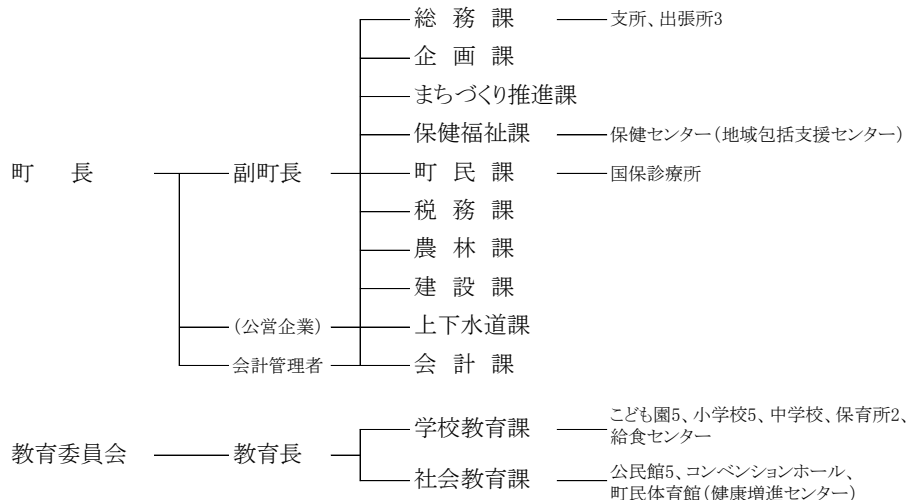 総務課 支所、出張所3
企画課
まちづくり推進課
保健福祉課 保健センター(地域包括支援センター)
町長 副町長 町民課 国保診療所
税務課
農林課
建設課
(公営企業) 上下水道課
会計管理者 会計課
学校教育課 こども園5、小学校5、中学校、保育所2、
給食センター
教育委員会 教育長
社会教育課 公民館5、コンベンションホール、
町民体育館(健康増進センター)